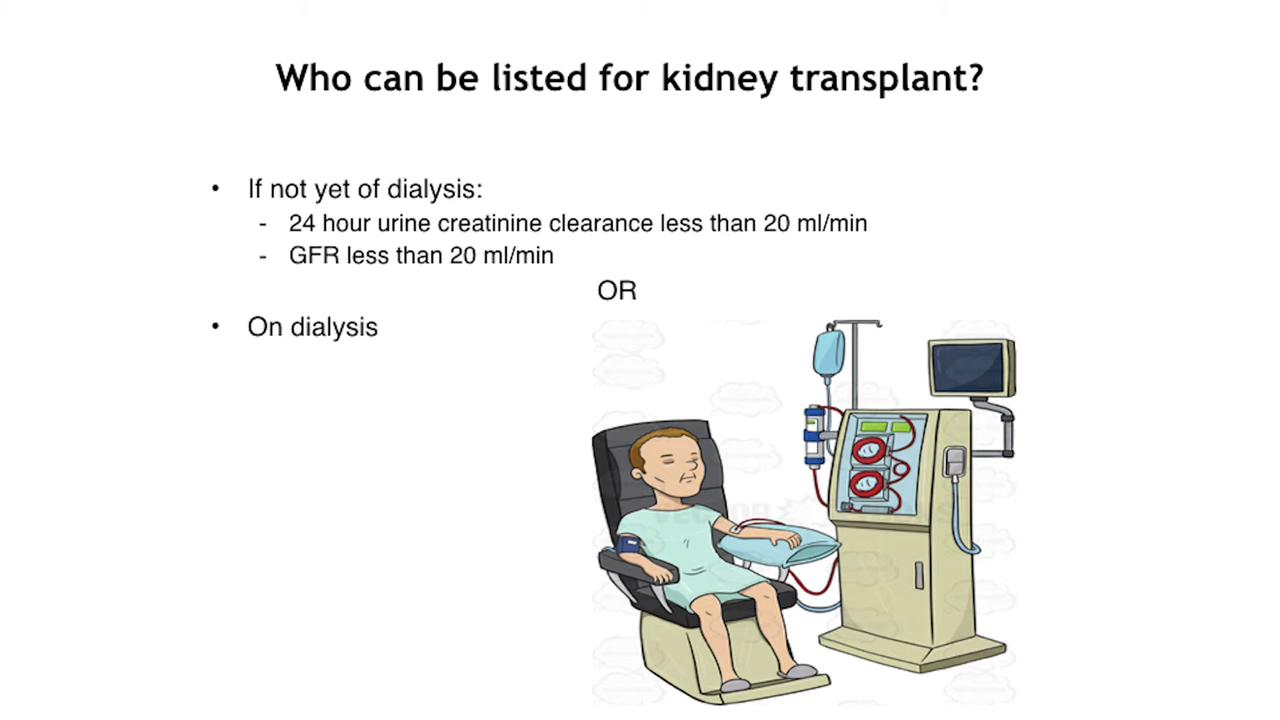 Who can be listed for kidney transplant?
• If not yet of dialysis:
- 24 hour urine creatinine clearance less than 20 ml/min
- GFR less than 20 ml/min
OR
• On dialysis